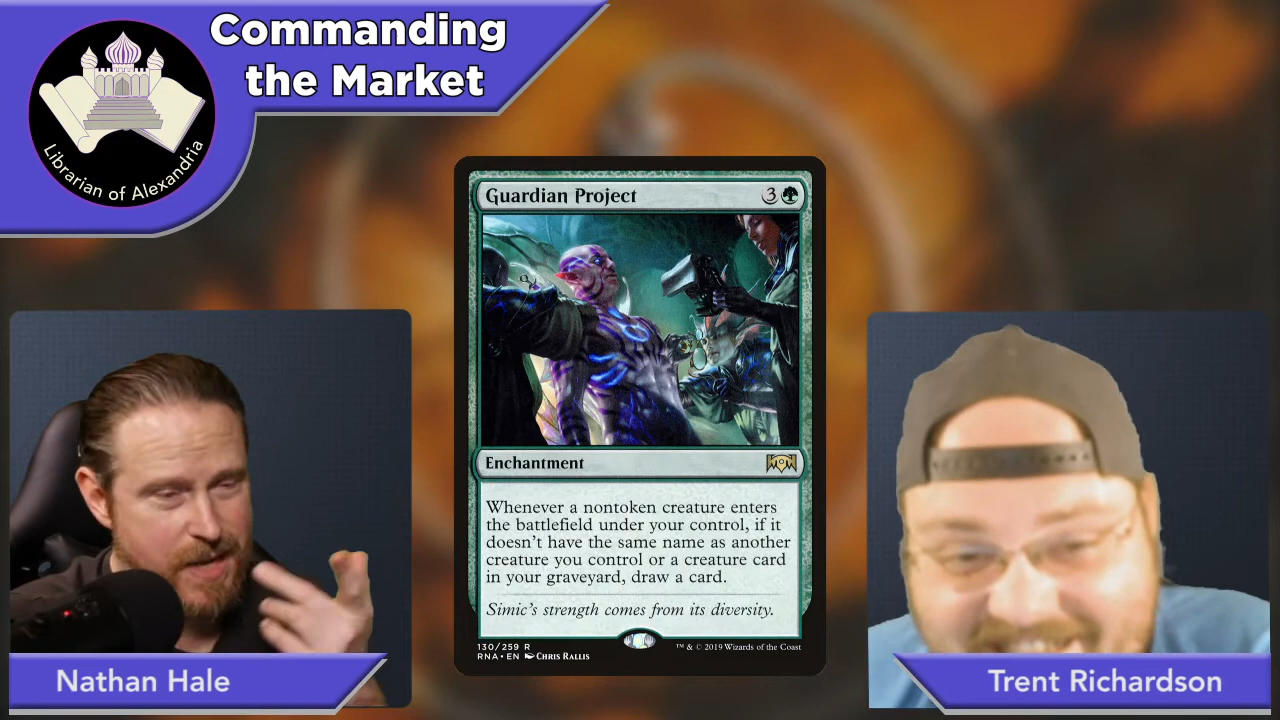 Commanding
the Market
Librarian of Alexandria
Guardian Project
3
Enchantment
Whenever a nontoken creature enters
the battlefield under your control, if it
doesn't have the same name as another
creature you control or a creature card
in your graveyard, draw a card.
Simic's strength comes from its diversity.
130/259 R
RNA • EN Chris Rallis
™ & © 2019 Wizards of the Coast
Nathan Hale
Trent Richardson